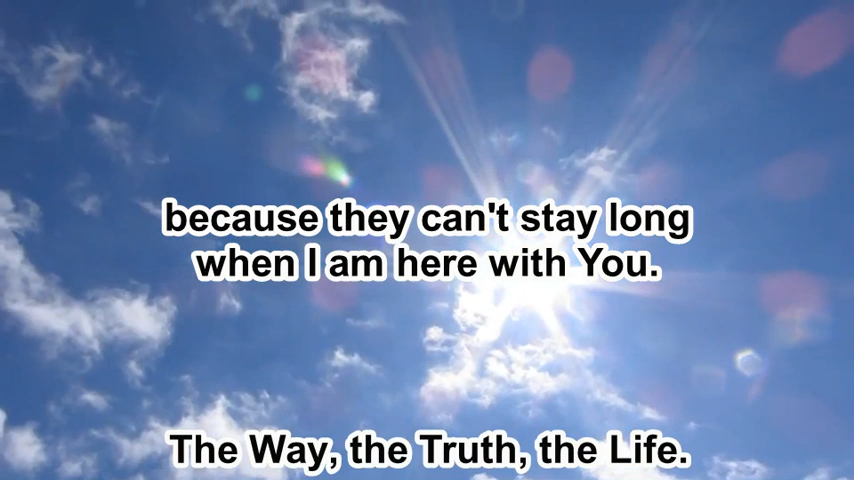 because they can't stay long
when I am here with You.
The Way, the Truth, the Life.